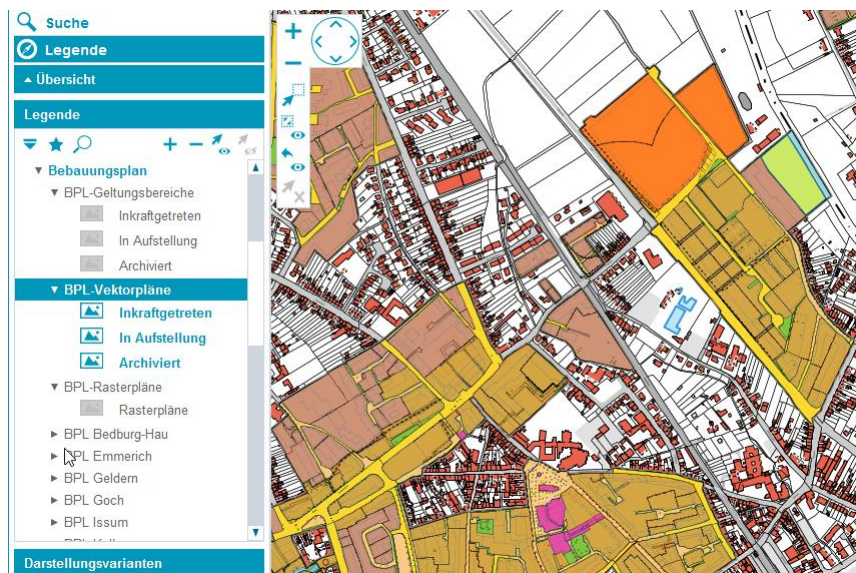 Suche
Legende
Übersicht
Legende
Bebauungsplan
BPL-Geltungsbereiche
Inkraftgetreten
In Aufstellung
Archiviert
BPL-Vektorpläne
Inkraftgetreten
In Aufstellung
Archiviert
BPL-Rasterpläne
Rasterpläne
BPL Bedburg-Hau
BPL Emmerich
BPL Geldern
BPL Goch
BPL Issum
Darstellungsvarianten